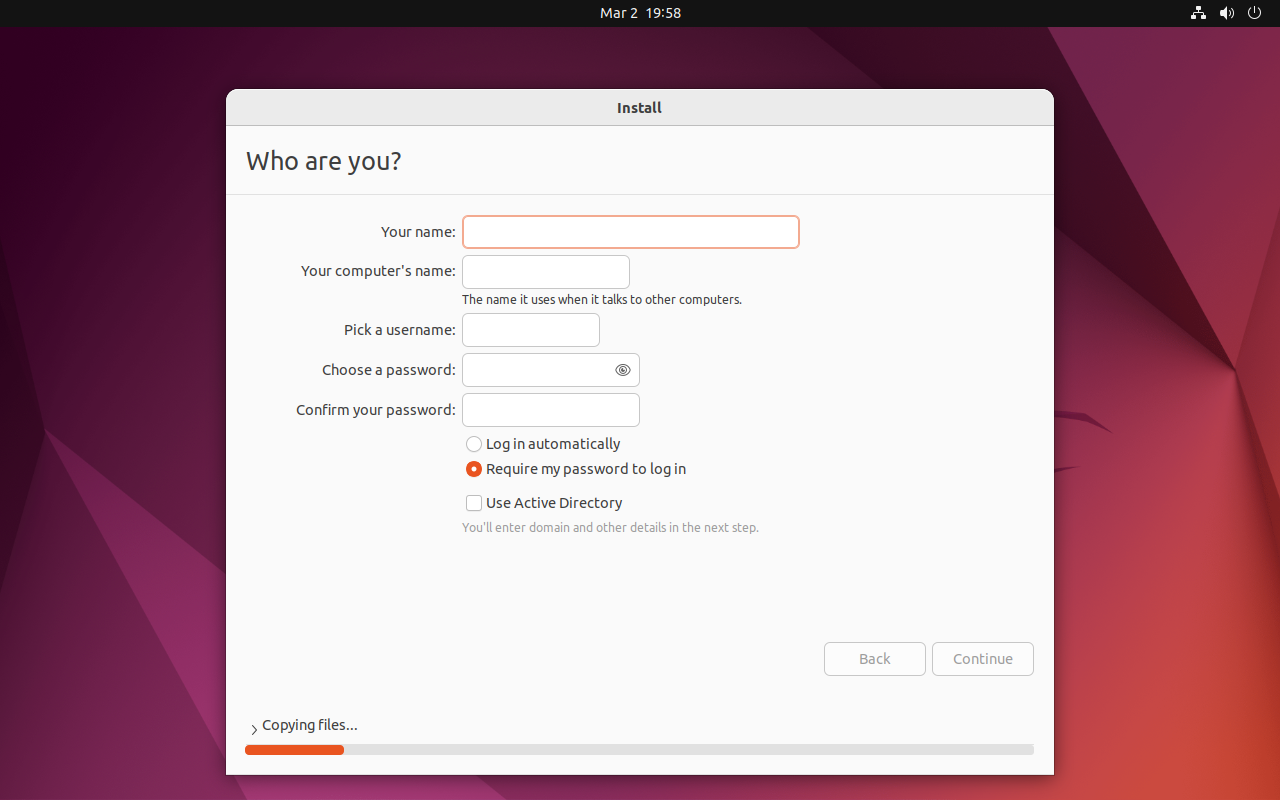 Mar 2 19:58
Install
Who are you?
Your name:
Your computer's name:
The name it uses when it talks to other computers.
Pick a username:
Choose a password:
Confirm your password:
Log in automatically
Require my password to log in
Use Active Directory
You'll enter domain and other details in the next step.
Back Continue
Copying files...